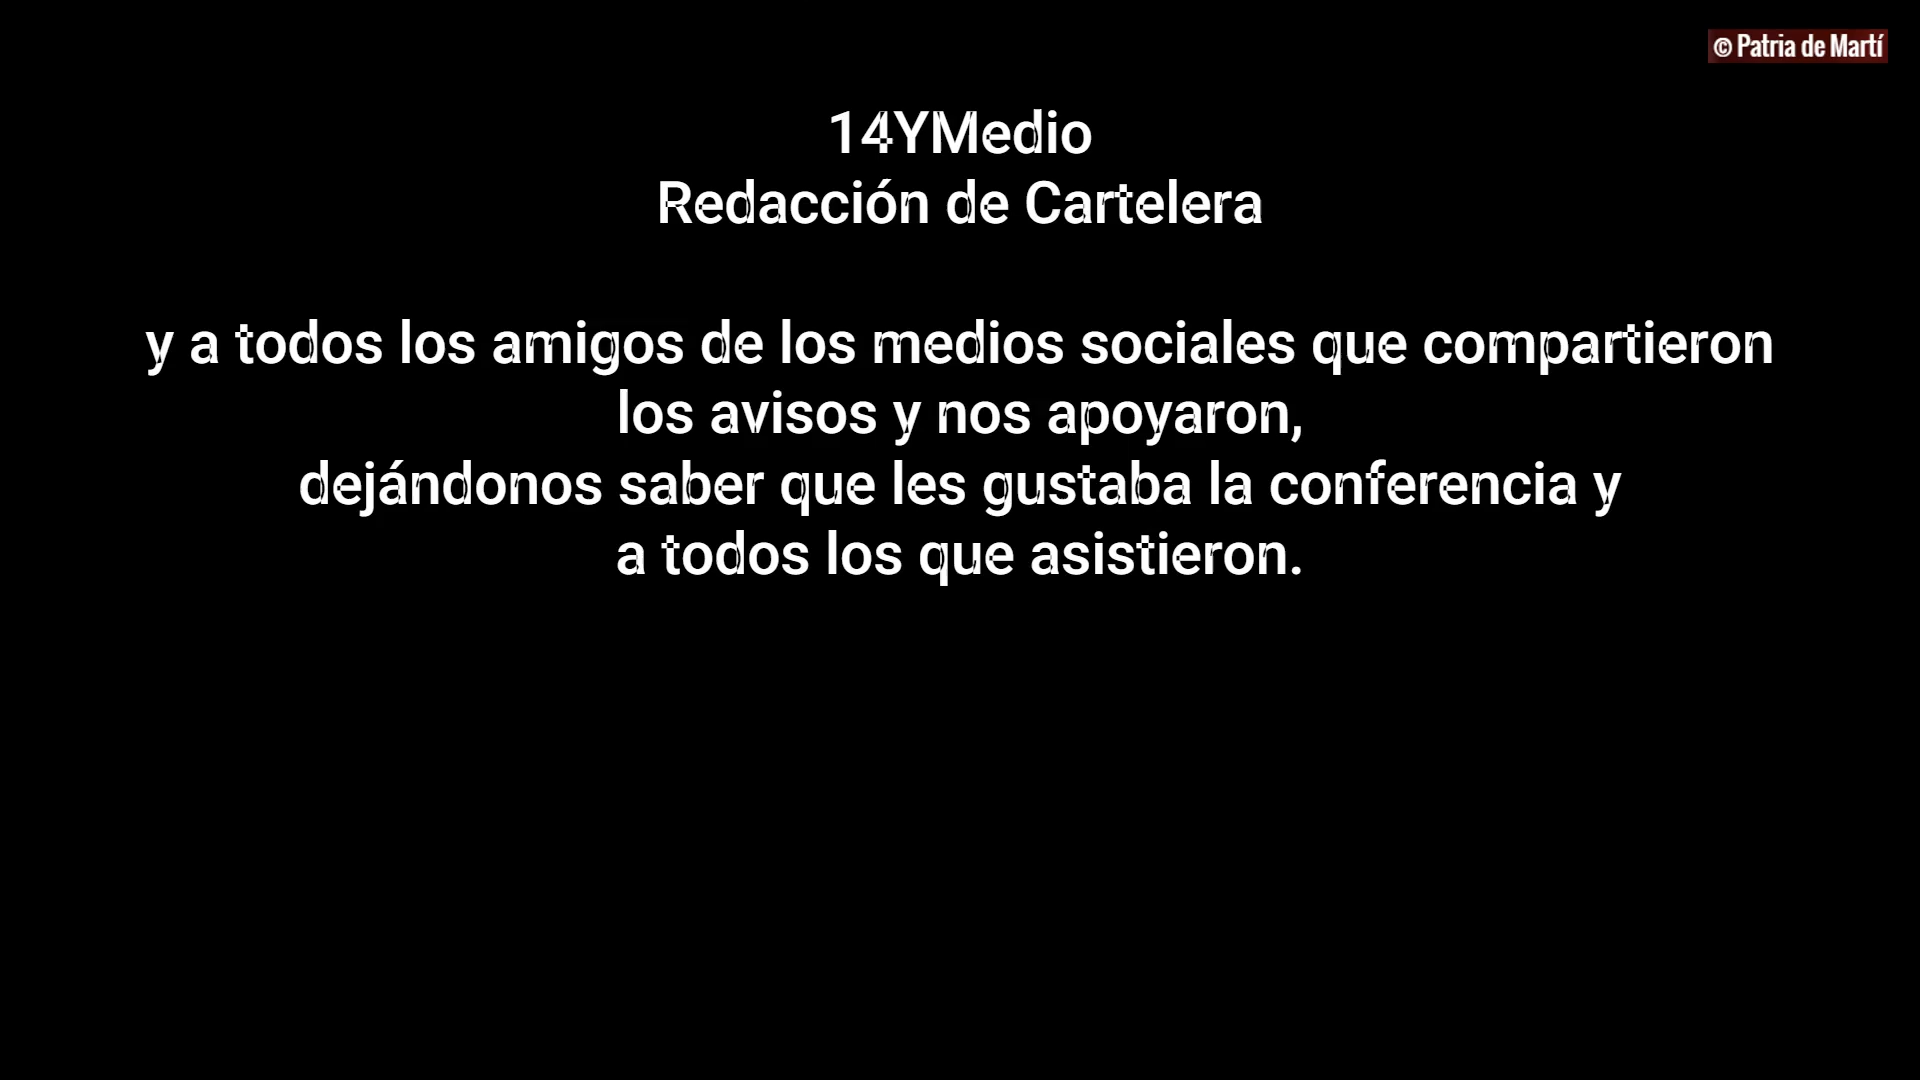 © Patria de Martí
14YMedio
Redacción de Cartelera
y a todos los amigos de los medios sociales que compartieron
los avisos y nos apoyaron,
dejándonos saber que les gustaba la conferencia y
a todos los que asistieron.